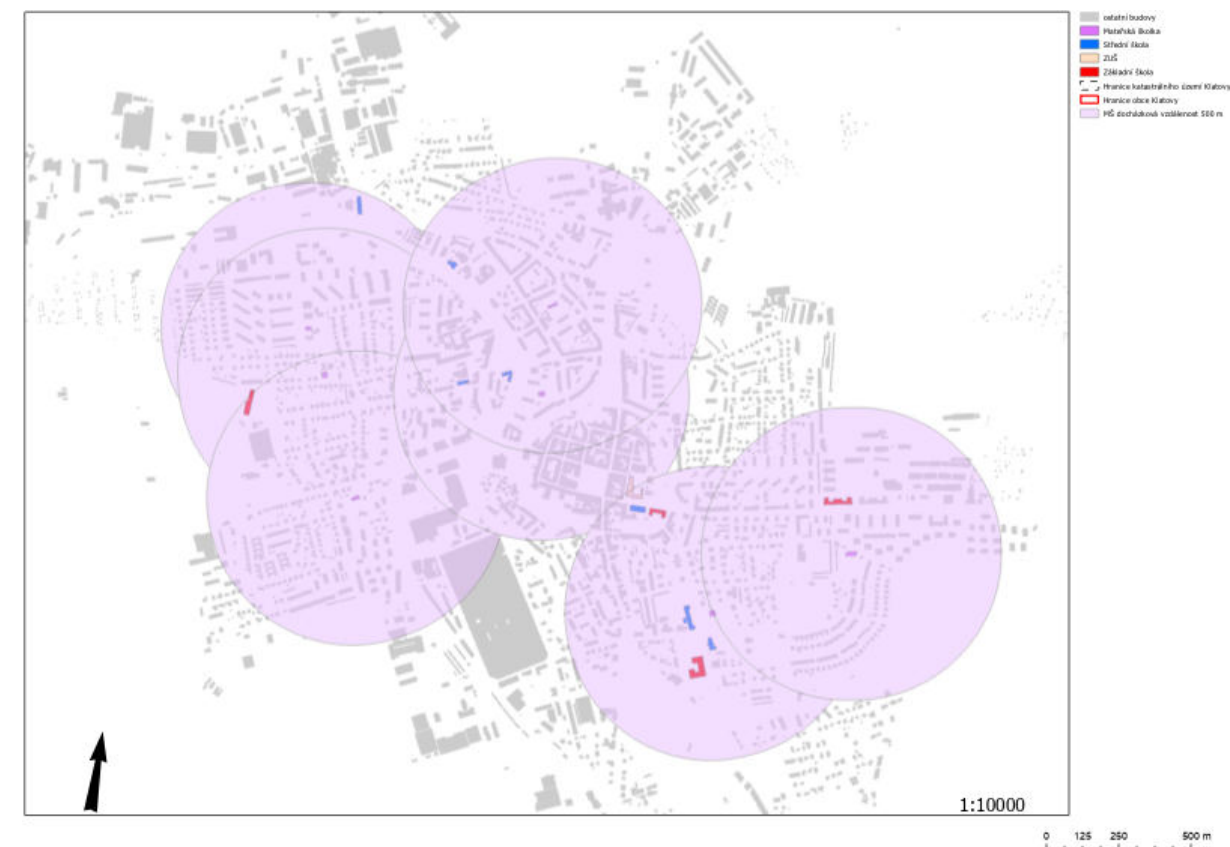 ostatní budovy
Mateřská školka
Střední škola
ZUŠ
Základní škola
Hranice katastrálního území Klatovy
Hranice obce Klatovy
MŠ docházková vzdálenost 500 m
1:10000
0 125 250 500 m